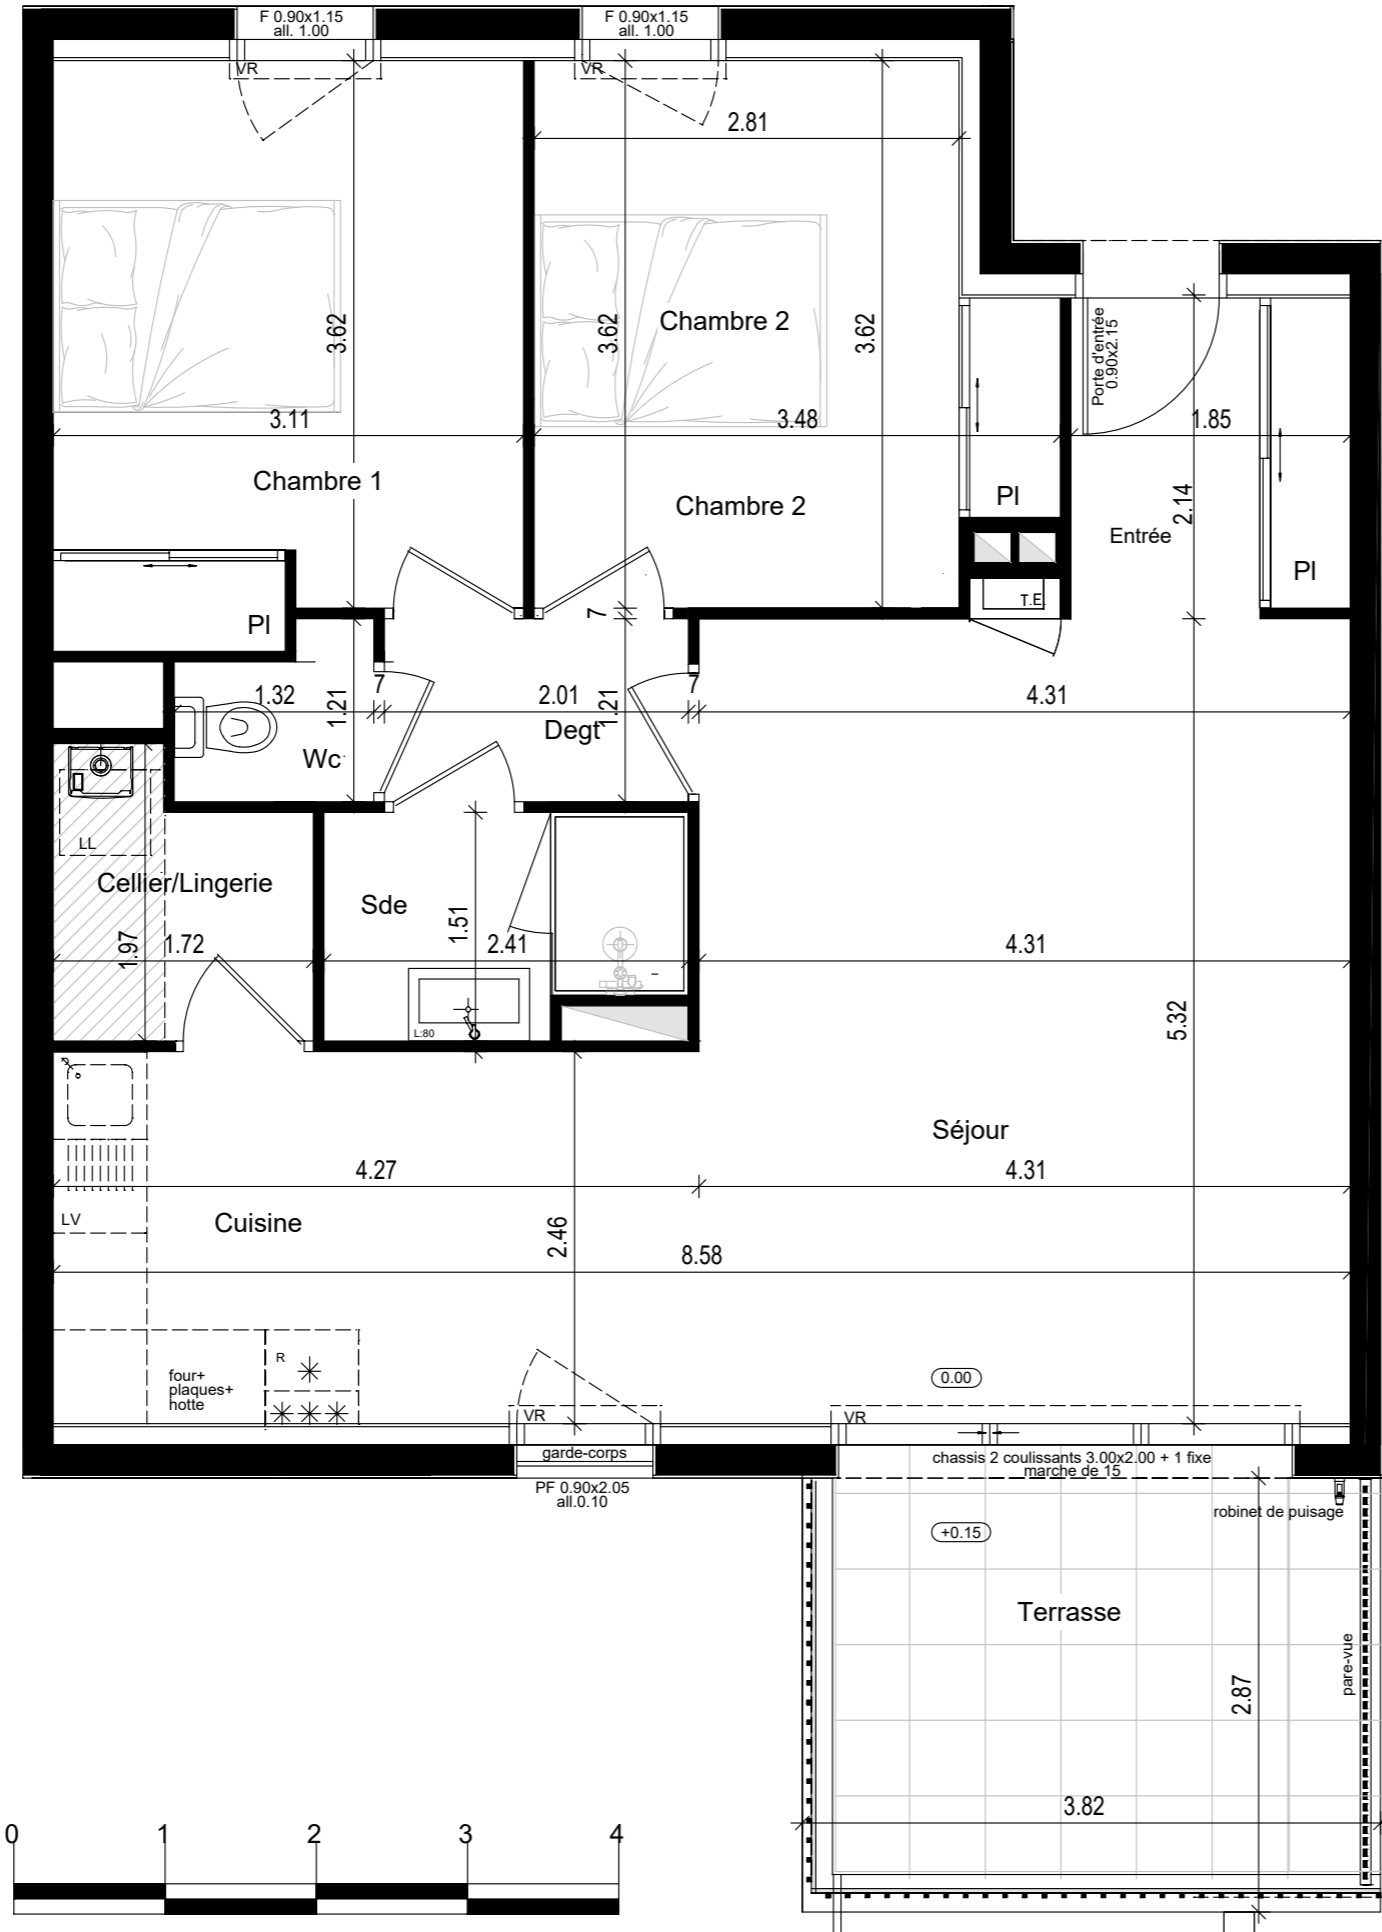 F 0.90x1.15
all. 1.00
F 0.90x1.15
all. 1.00
VR
VR
2.81
3.62
3.62
3.62
Chambre 2
Porte d'entrée
0.90x2.15
3.11
3.48
1.85
Chambre 1
Chambre 2
Pl
2.14
Entrée
Pl
T.E.
7
Pl
1.32
1.21
7
2.01
1.21
7
4.31
Degt
Wc
LL
Cellier/Lingerie
Sde
1.97
1.72
1.51
2.41
4.31
L:80
5.32
Séjour
4.27
4.31
LV
Cuisine
2.46
8.58
R
four+
plaques+
hotte
0.00
VR
VR
garde-corps
chassis 2 coulissants 3.00x2.00 + 1 fixe
marche de 15
PF 0.90x2.05
all.0.10
robinet de puisage
+0.15
Terrasse
pare-vue
2.87
3.82
0 1 2 3 4